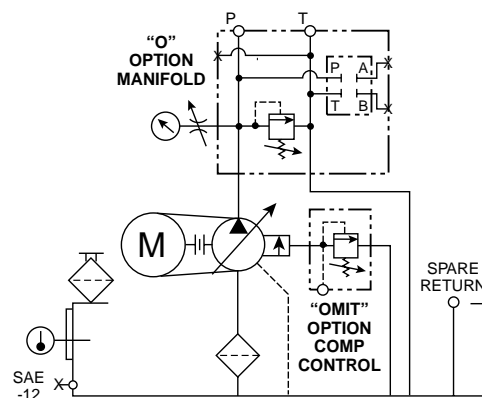 P T
“O”
OPTION
MANIFOLD
P A
T B
M
“OMIT”
OPTION
COMP
CONTROL
SPARE
RETURN
SAE
-12